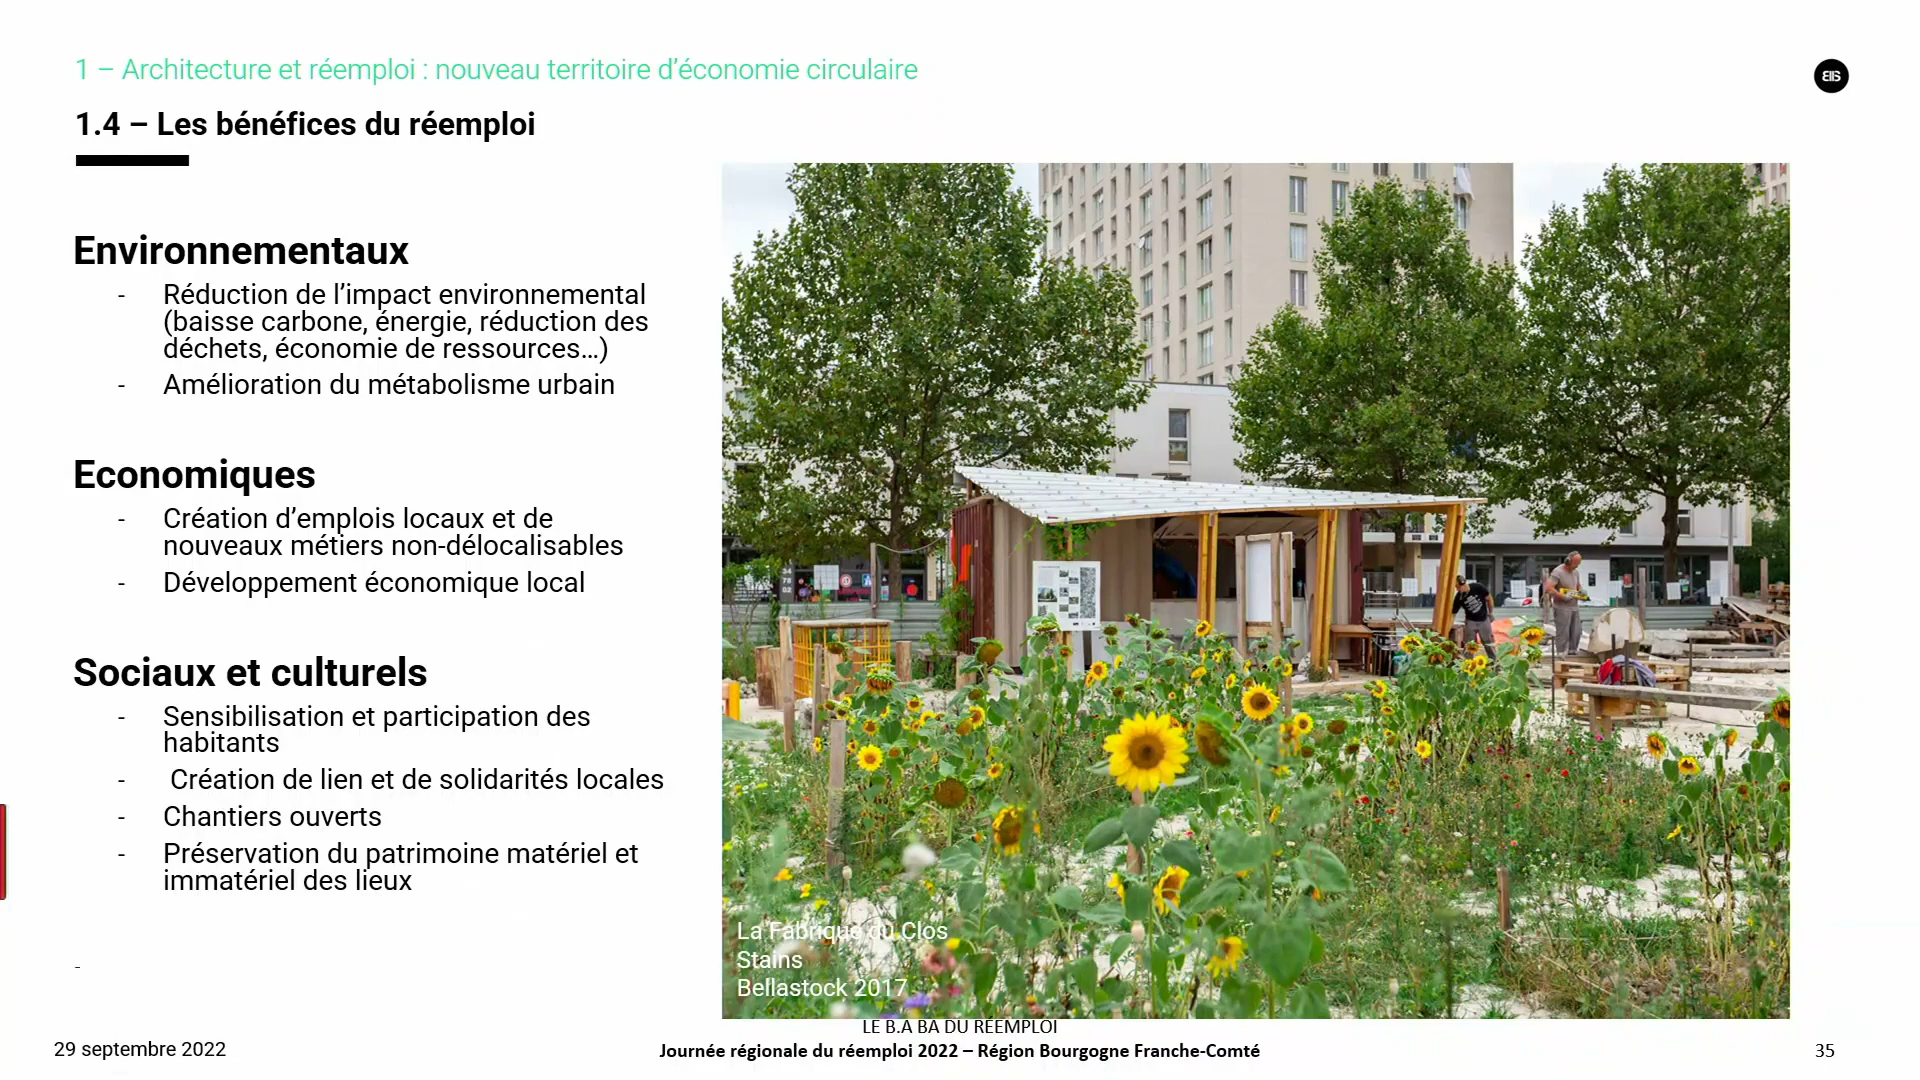 1 – Architecture et réemploi : nouveau territoire d’économie circulaire
1.4 – Les bénéfices du réemploi
Environnementaux
- Réduction de l’impact environnemental
(baisse carbone, énergie, réduction des
déchets, économie de ressources…)
- Amélioration du métabolisme urbain
Economiques
- Création d’emplois locaux et de
nouveaux métiers non-délocalisables
- Développement économique local
Sociaux et culturels
- Sensibilisation et participation des
habitants
- Création de lien et de solidarités locales
- Chantiers ouverts
- Préservation du patrimoine matériel et
immatériel des lieux
-
La Fabrique du Clos
Stains
Bellastock 2017
LE B.A BA DU RÉEMPLOI
29 septembre 2022
Journée régionale du réemploi 2022 – Région Bourgogne Franche-Comté
35